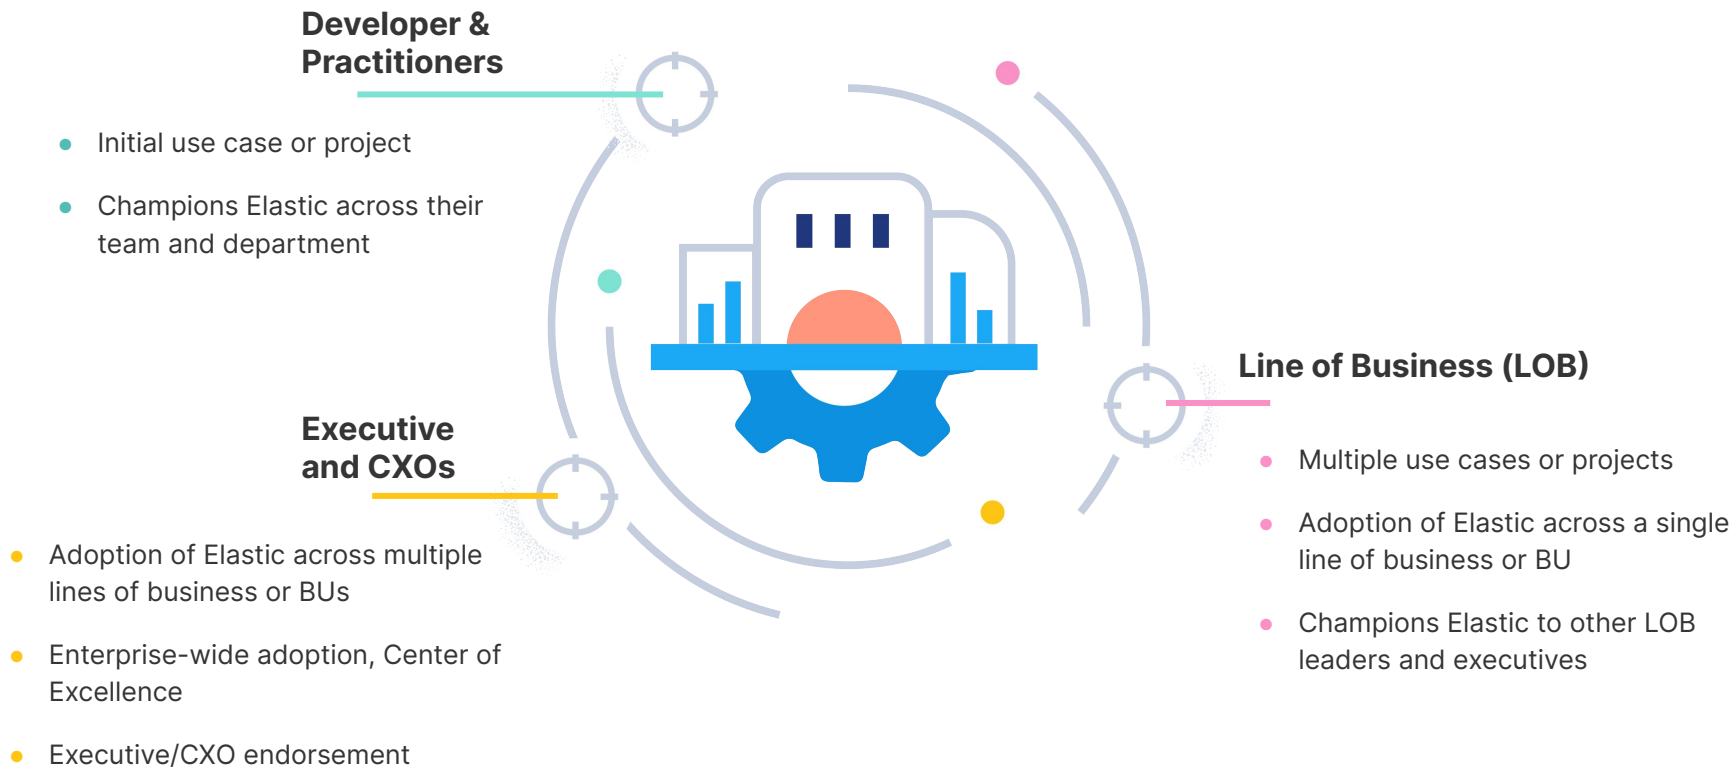 Developer &
Practitioners
• Initial use case or project
• Champions Elastic across their
team and department
Line of Business (LOB)
• Multiple use cases or projects
• Adoption of Elastic across a single
line of business or BU
• Champions Elastic to other LOB
leaders and executives
Executive
and CXOs
• Adoption of Elastic across multiple
lines of business or BUs
• Enterprise-wide adoption, Center of
Excellence
• Executive/CXO endorsement